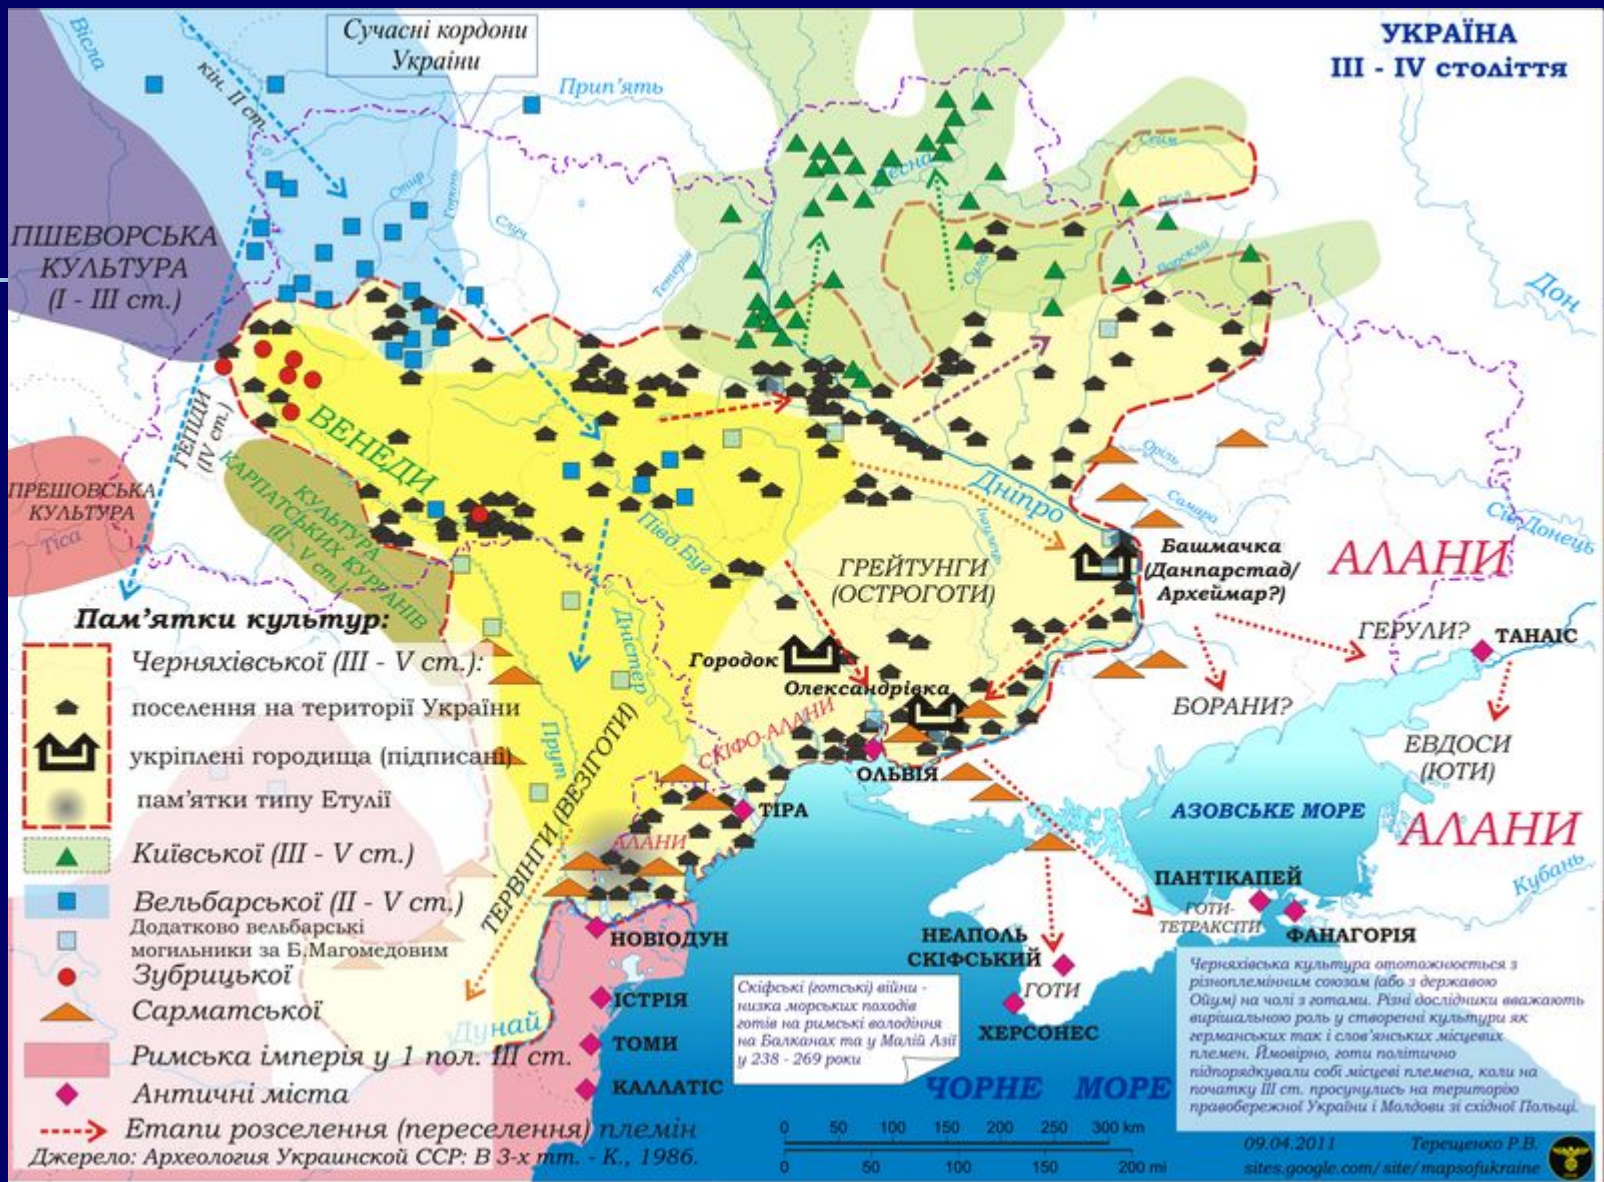 УКРАЇНА
III - IV століття
Сучасні кордони
України
Вісла
кін. II ст.
Прип'ять
Стир
Горинь
Случ
Тетерів
Десна
Сейм
Псел
Сула
Ворскла
Дон
ПШЕВОРСЬКА
КУЛЬТУРА
(I - III ст.)
ГЕПІДИ
(IV ст.)
ВЕНЕДИ
КУЛЬТУРА
КАРПАТСЬКИХ КУРГАНІВ
(II - V ст.)
ПРЕШОВСЬКА
КУЛЬТУРА
Тіса
Півд.Буг
Дністер
Прут
Інгулець
Дніпро
Оріль
Самара
Сів.Донець
АЛАНИ
ГРЕЙТУНГИ
(ОСТРОГОТИ)
Башмачка
(Данпарстад/
Археймар?)
Городок
Олександрівка
СКІФО-АЛАНИ
ТЕРВІНГИ (ВЕЗІГОТИ)
АЛАНИ
ОЛЬВІЯ
ТІРА
ГЕРУЛИ?
ТАНАІС
БОРАНИ?
ЕВДОСИ
(ЮТИ)
АЗОВСЬКЕ МОРЕ
АЛАНИ
Кубань
ПАНТІКАПЕЙ
ГОТИ-
ТЕТРАКСІТИ
ФАНАГОРІЯ
НЕАПОЛЬ
СКІФСЬКИЙ
ГОТИ
ХЕРСОНЕС
НОВІОДУН
ІСТРІЯ
ТОМИ
КАЛЛАТІС
Дунай
ЧОРНЕ МОРЕ
Пам'ятки культур:
Черняхівської (III - V ст.):
поселення на території України
укріплені городища (підписані)
пам'ятки типу Етулії
Київської (III - V ст.)
Вельбарської (II - V ст.)
Додатково вельбарські
могильники за Б.Магомедовим
Зубрицької
Сарматської
Римська імперія у 1 пол. III ст.
Античні міста
Етапи розселення (переселення) племін
Джерело: Археология Украинской ССР: В 3-х тт. - К., 1986.
Скіфські (готські) війни -
низка морських походів
готів на римські володіння
на Балканах та у Малій Азії
у 238 - 269 роки
Черняхівська культура ототожнюється з
різноплемінним союзом (або з державою
Ойум) на чолі з готами. Різні дослідники вважають
вирішальною роль у створенні культури як
германських так і слов'янських місцевих
племен. Ймовірно, готи політично
підпорядкували собі місцеві племена, коли на
початку III ст. просунулись на територію
правобережної України і Молдови зі східної Польщі.
0 50 100 150 200 250 300 km
0 50 100 150 200 mi
09.04.2011 Терещенко Р.В.
sites.google.com/site/mapsofukraine